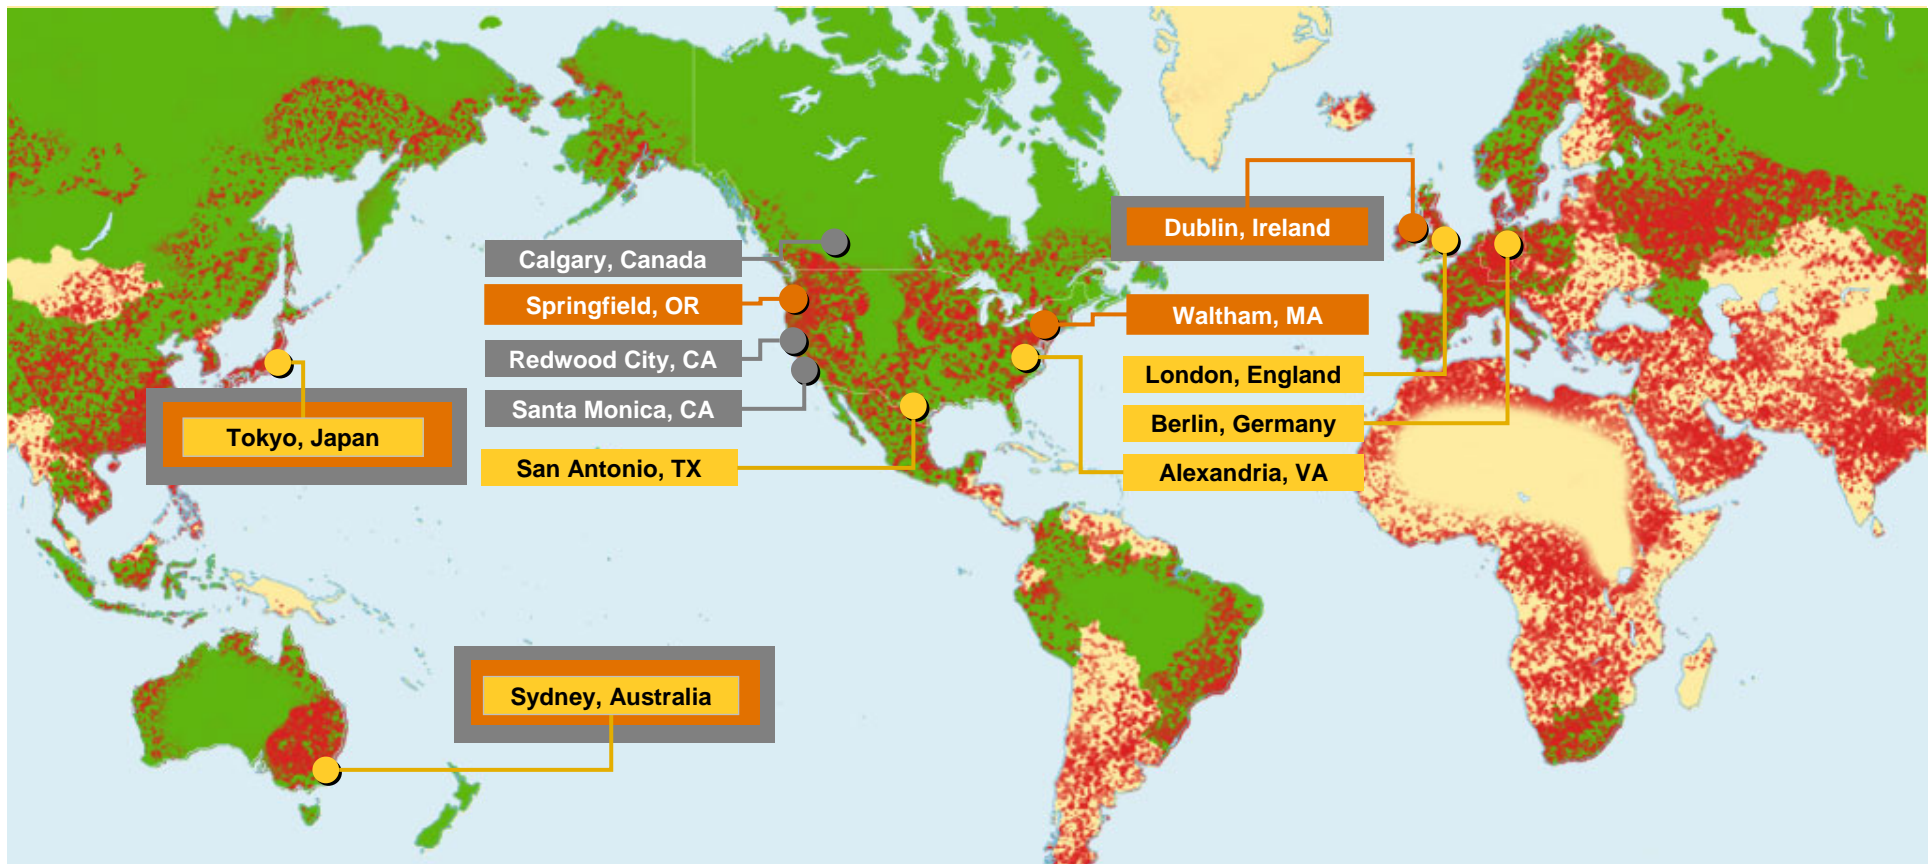 Calgary, Canada
Springfield, OR
Redwood City, CA
Santa Monica, CA
San Antonio, TX
Tokyo, Japan
Sydney, Australia
Dublin, Ireland
Waltham, MA
London, England
Berlin, Germany
Alexandria, VA